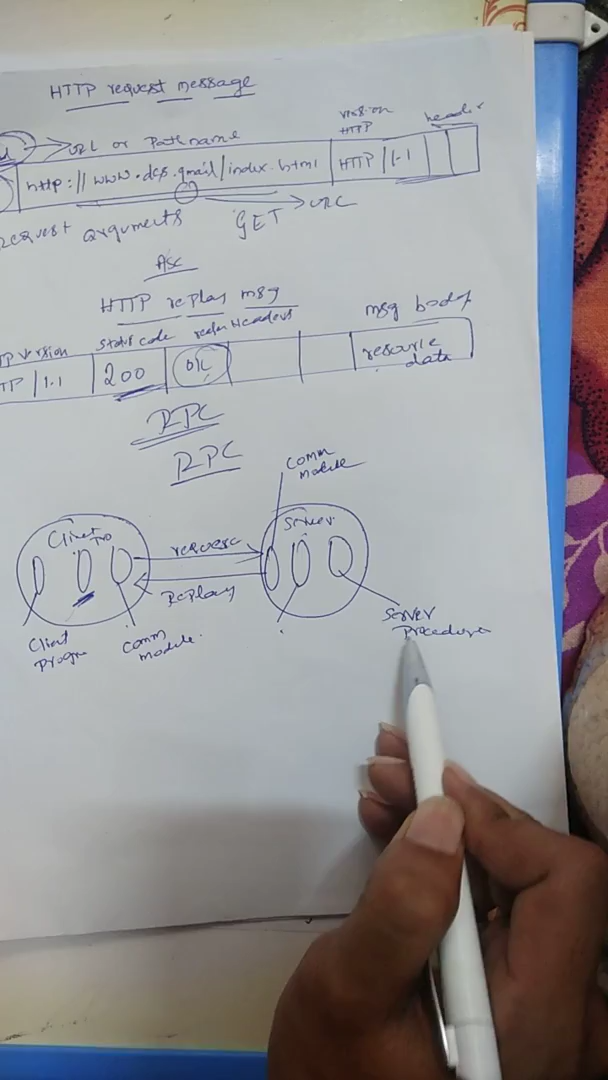 HTTP request message
URL or Pathname
version
HTTP
header
http://www.dcs.gmail/index.html
HTTP/1.1
request arguments
GET → URL
HTTP replay msg
status code
Headers
msg body
200
OK
resource
data
RPC
RPC
Comm
module
Client
request
Server
Replay
Client
Comm
module.
Server
Procedure